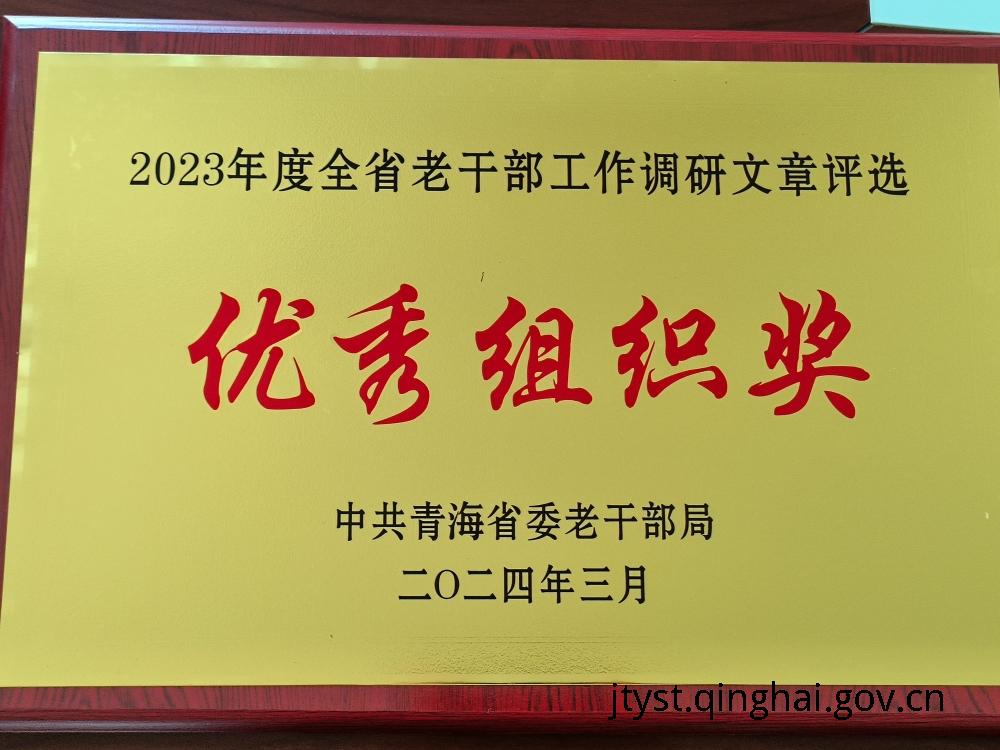 2023年度全省老干部工作调研文章评选
优秀组织奖
中共青海省委老干部局
二〇二四年三月
jtyst.qinghai.gov.cn